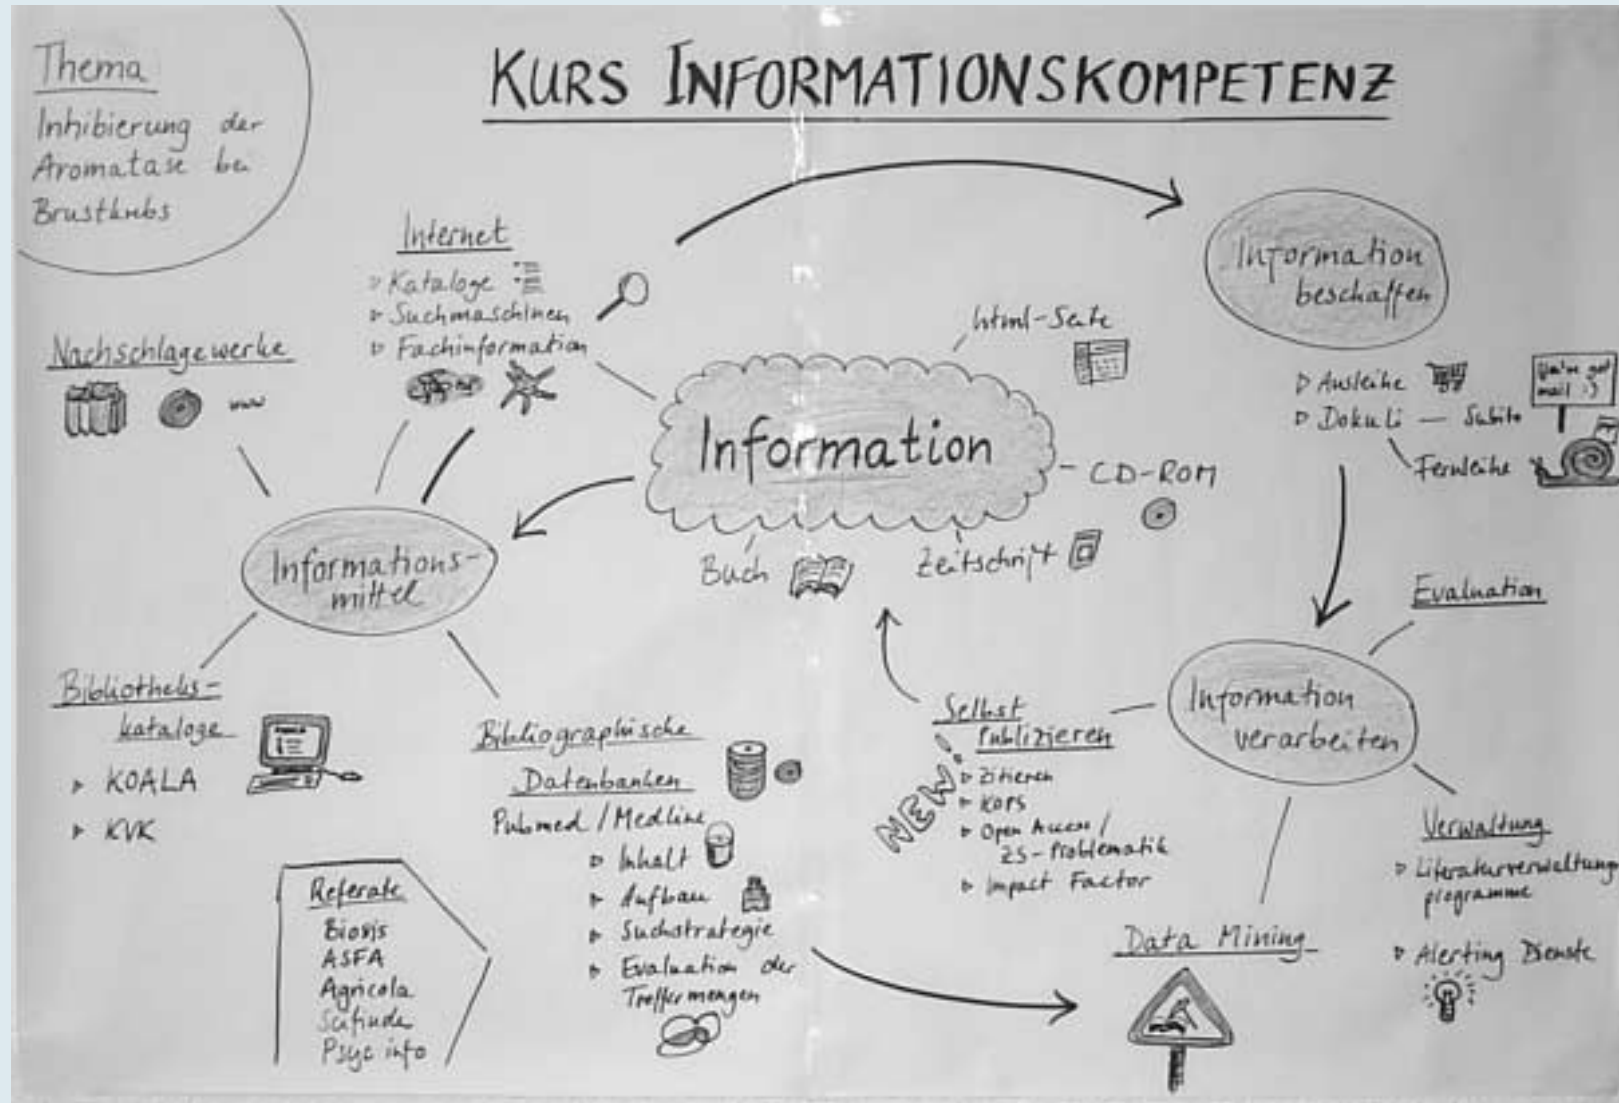 Thema
Inhibierung der
Aromatase bei
Brustkrebs
KURS INFORMATIONSKOMPETENZ
Internet
Kataloge
Suchmaschinen
Fachinformation
Nachschlagewerke
www
Information
html-Seite
CD-ROM
Zeitschrift
Buch
Information
beschaffen
Ausleihe
Dokuli — Subito
Fernleihe
You've got
mail :)
Informations-
mittel
Bibliotheks-
kataloge
KOALA
KVK
Bibliographische
Datenbanken
Pubmed / Medline
Inhalt
Aufbau
Suchstrategie
Evaluation der
Treffermengen
Referate
Biosis
ASFA
Agricola
Scifinder
Psycinfo
Evaluation
Information
verarbeiten
Selbst
Publizieren
NEW!
Zitieren
KOPS
Open Access /
ZS-Problematik
Impact Factor
Data Mining
Verwaltung
Literaturverwaltungs
programme
Alerting Dienste